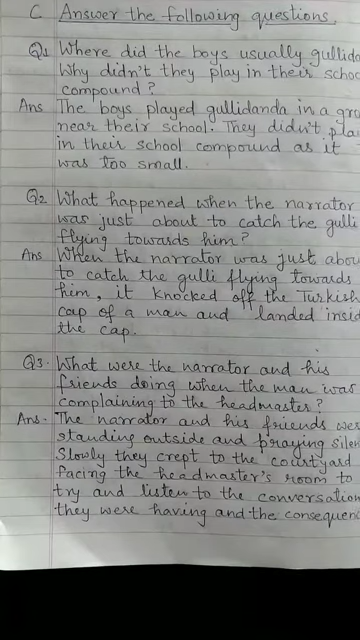 C Answer the following questions.
Q1 Where did the boys usually gullida
Why didn't they play in their schoo
compound?
Ans The boys played gullidanda in a gro
near their school. They didn't pla
in their school compound as it
was too small.
Q2 What happened when the narrator
was just about to catch the gulli
flying towards him?
Ans When the narrator was just abou
to catch the gulli flying towards
him, it knocked off the Turkish
cap of a man and landed insid
the cap.
Q3. What were the narrator and his
friends doing when the man was
complaining to the headmaster?
Ans- The narrator and his friends wer
standing outside and praying silen
Slowly they crept to the courtyard
facing the headmaster's room to
try and listen to the conversation
they were having and the consequen